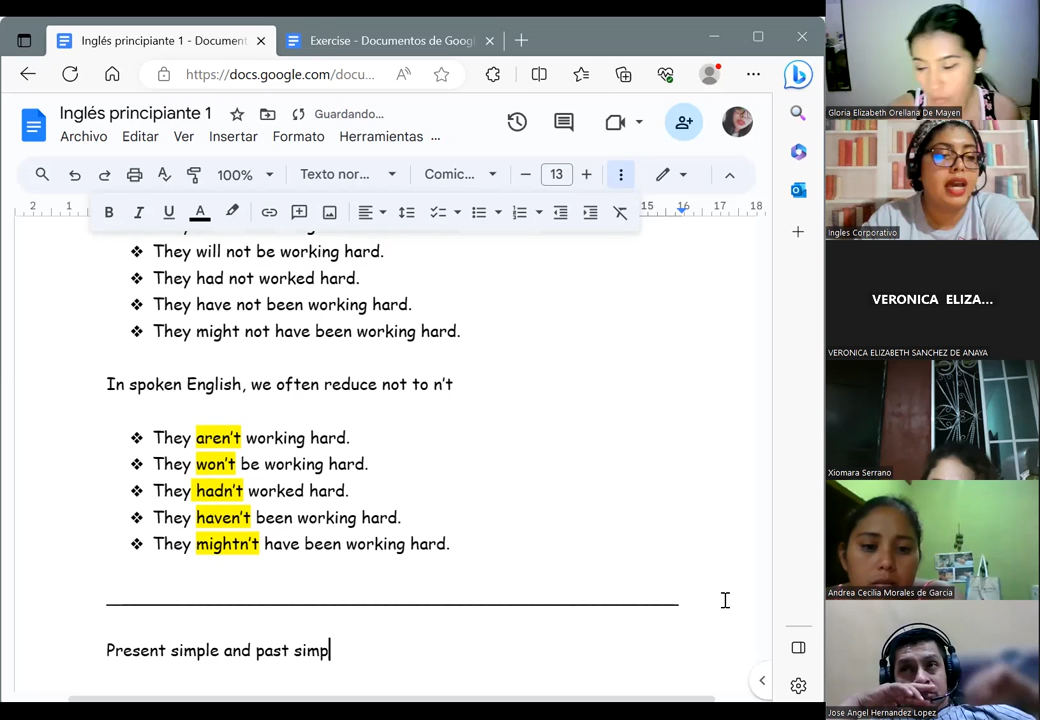 Inglés principiante 1 - Document
Exercise - Documentos de Goog
https://docs.google.com/docu...
Inglés principiante 1
Guardando...
Archivo Editar Ver Insertar Formato Herramientas ...
100% Texto nor... Comic... 13
2 1 15 16 17 18
They will not be working hard.
They had not worked hard.
They have not been working hard.
They might not have been working hard.
In spoken English, we often reduce not to n't
They aren't working hard.
They won't be working hard.
They hadn't worked hard.
They haven't been working hard.
They mightn't have been working hard.
Present simple and past simp
Gloria Elizabeth Orellana De Mayen
Ingles Corporativo
VERONICA ELIZA...
VERONICA ELIZABETH SANCHEZ DE ANAYA
Xiomara Serrano
Andrea Cecilia Morales de Garcia
Jose Angel Hernandez Lopez